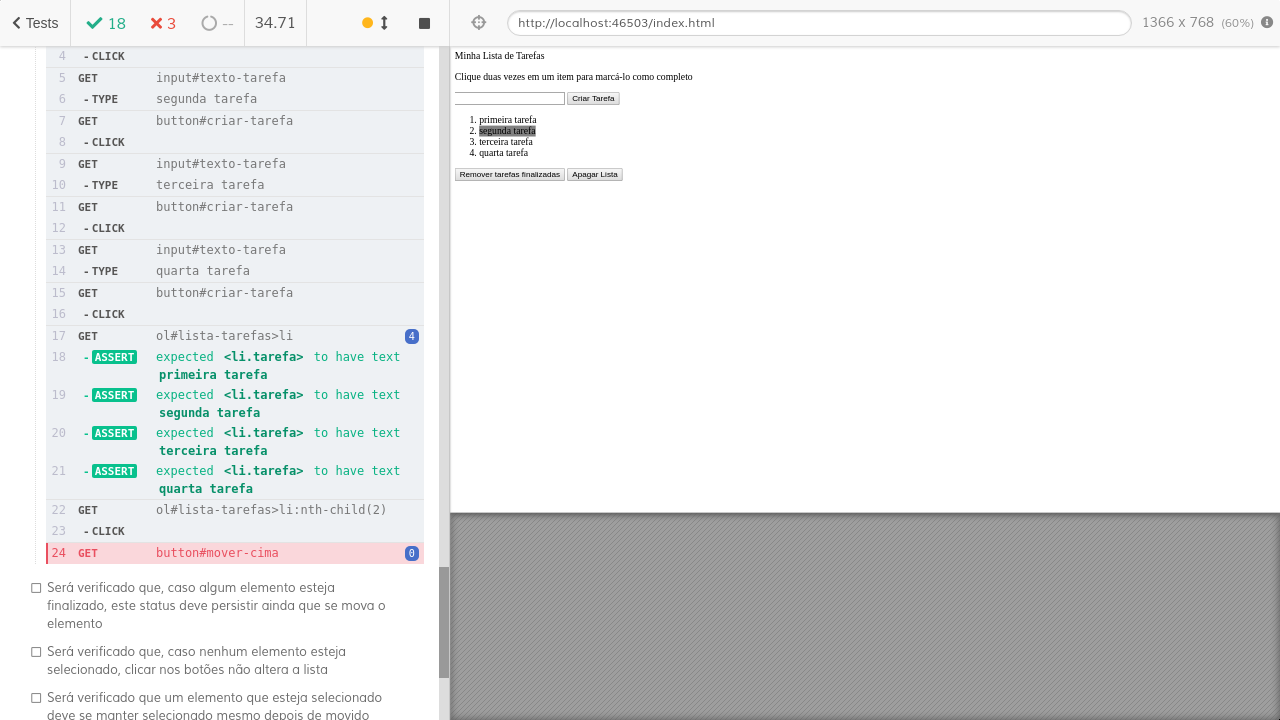 Tests 18 3 -- 34.71
4 -CLICK
5 GET input#texto-tarefa
6 -TYPE segunda tarefa
7 GET button#criar-tarefa
8 -CLICK
9 GET input#texto-tarefa
10 -TYPE terceira tarefa
11 GET button#criar-tarefa
12 -CLICK
13 GET input#texto-tarefa
14 -TYPE quarta tarefa
15 GET button#criar-tarefa
16 -CLICK
17 GET ol#lista-tarefas>li 4
18 -ASSERT expected <li.tarefa> to have text
primeira tarefa
19 -ASSERT expected <li.tarefa> to have text
segunda tarefa
20 -ASSERT expected <li.tarefa> to have text
terceira tarefa
21 -ASSERT expected <li.tarefa> to have text
quarta tarefa
22 GET ol#lista-tarefas>li:nth-child(2)
23 -CLICK
24 GET button#mover-cima 0
Será verificado que, caso algum elemento esteja
finalizado, este status deve persistir ainda que se mova o
elemento
Será verificado que, caso nenhum elemento esteja
selecionado, clicar nos botões não altera a lista
Será verificado que um elemento que esteja selecionado
deve se manter selecionado mesmo depois de movido
http://localhost:46503/index.html 1366 x 768 (60%)
Minha Lista de Tarefas
Clique duas vezes em um item para marcá-lo como completo
Criar Tarefa
1. primeira tarefa
2. segunda tarefa
3. terceira tarefa
4. quarta tarefa
Remover tarefas finalizadas Apagar Lista